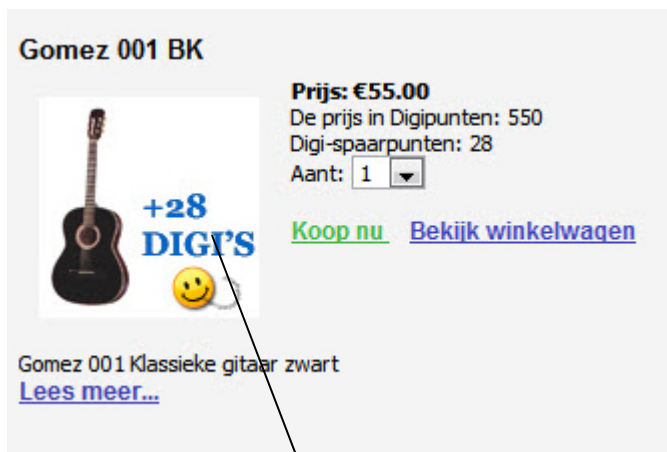 Gomez 001 BK
Prijs: €55.00
De prijs in Digipunten: 550
Digi-spaarpunten: 28
Aant: 1
+28
DIGI'S
Koop nu Bekijk winkelwagen
Gomez 001 Klassieke gitaar zwart
Lees meer...